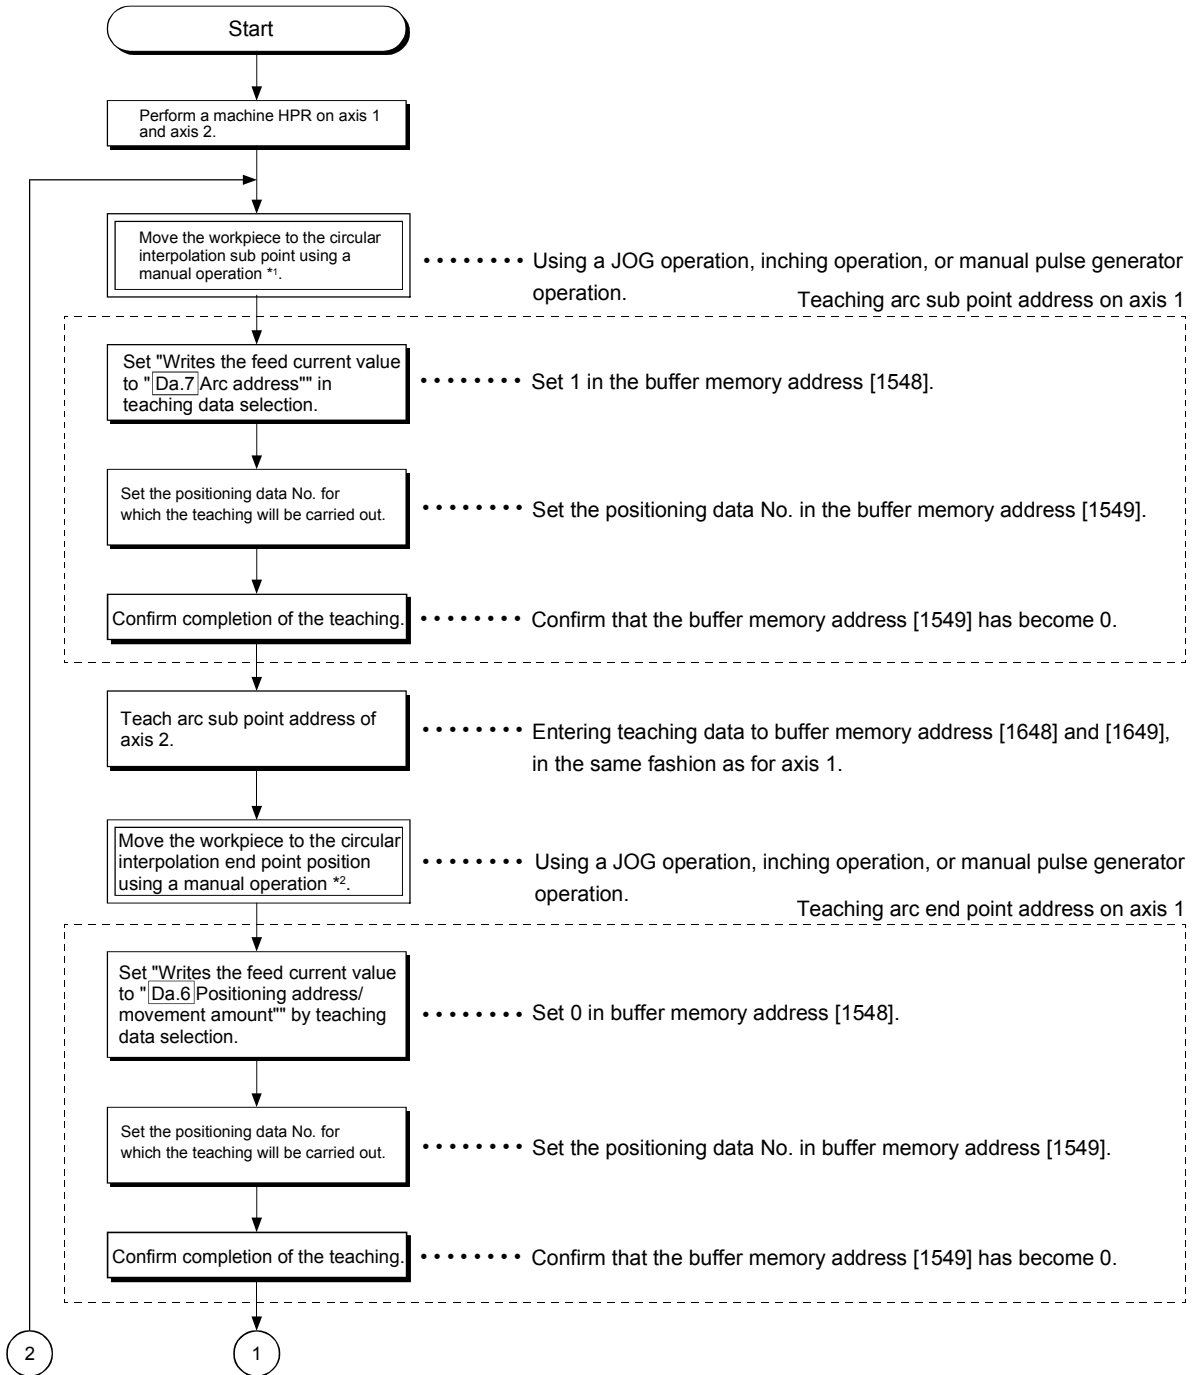 Start
Perform a machine HPR on axis 1
and axis 2.
Move the workpiece to the circular
interpolation sub point using a
manual operation *1.
Using a JOG operation, inching operation, or manual pulse generator
operation.
Teaching arc sub point address on axis 1
Set "Writes the feed current value
to " Da.7 Arc address"" in
teaching data selection.
Set 1 in the buffer memory address [1548].
Set the positioning data No. for
which the teaching will be carried out.
Set the positioning data No. in the buffer memory address [1549].
Confirm completion of the teaching.
Confirm that the buffer memory address [1549] has become 0.
Teach arc sub point address of
axis 2.
Entering teaching data to buffer memory address [1648] and [1649],
in the same fashion as for axis 1.
Move the workpiece to the circular
interpolation end point position
using a manual operation *2.
Using a JOG operation, inching operation, or manual pulse generator
operation.
Teaching arc end point address on axis 1
Set "Writes the feed current value
to " Da.6 Positioning address/
movement amount"" by teaching
data selection.
Set 0 in buffer memory address [1548].
Set the positioning data No. for
which the teaching will be carried out.
Set the positioning data No. in buffer memory address [1549].
Confirm completion of the teaching.
Confirm that the buffer memory address [1549] has become 0.
2
1